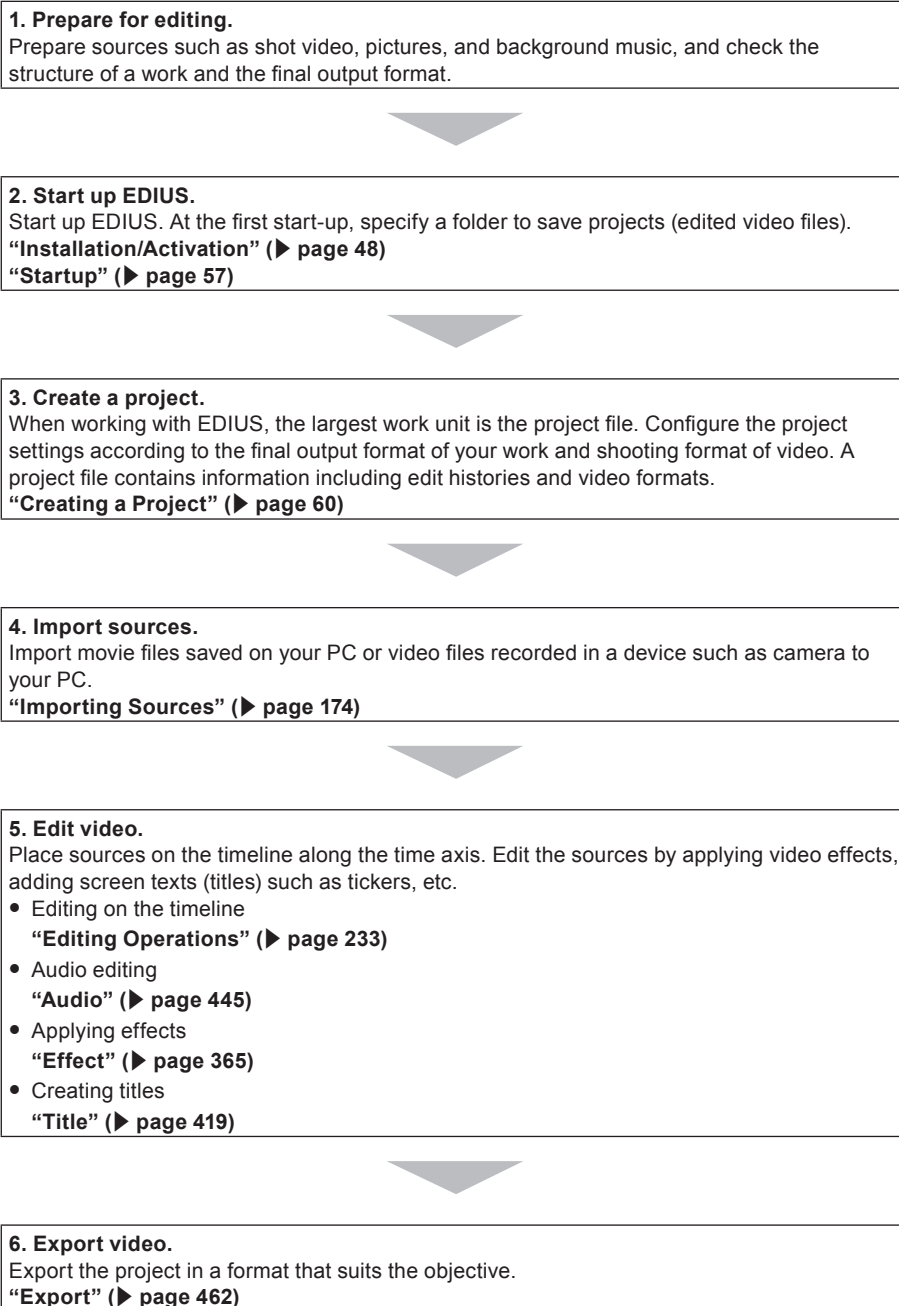 1. Prepare for editing.
Prepare sources such as shot video, pictures, and background music, and check the
structure of a work and the final output format.
2. Start up EDIUS.
Start up EDIUS. At the first start-up, specify a folder to save projects (edited video files).
“Installation/Activation” (▶ page 48)
“Startup” (▶ page 57)
3. Create a project.
When working with EDIUS, the largest work unit is the project file. Configure the project
settings according to the final output format of your work and shooting format of video. A
project file contains information including edit histories and video formats.
“Creating a Project” (▶ page 60)
4. Import sources.
Import movie files saved on your PC or video files recorded in a device such as camera to
your PC.
“Importing Sources” (▶ page 174)
5. Edit video.
Place sources on the timeline along the time axis. Edit the sources by applying video effects,
adding screen texts (titles) such as tickers, etc.
• Editing on the timeline
“Editing Operations” (▶ page 233)
• Audio editing
“Audio” (▶ page 445)
• Applying effects
“Effect” (▶ page 365)
• Creating titles
“Title” (▶ page 419)
6. Export video.
Export the project in a format that suits the objective.
“Export” (▶ page 462)